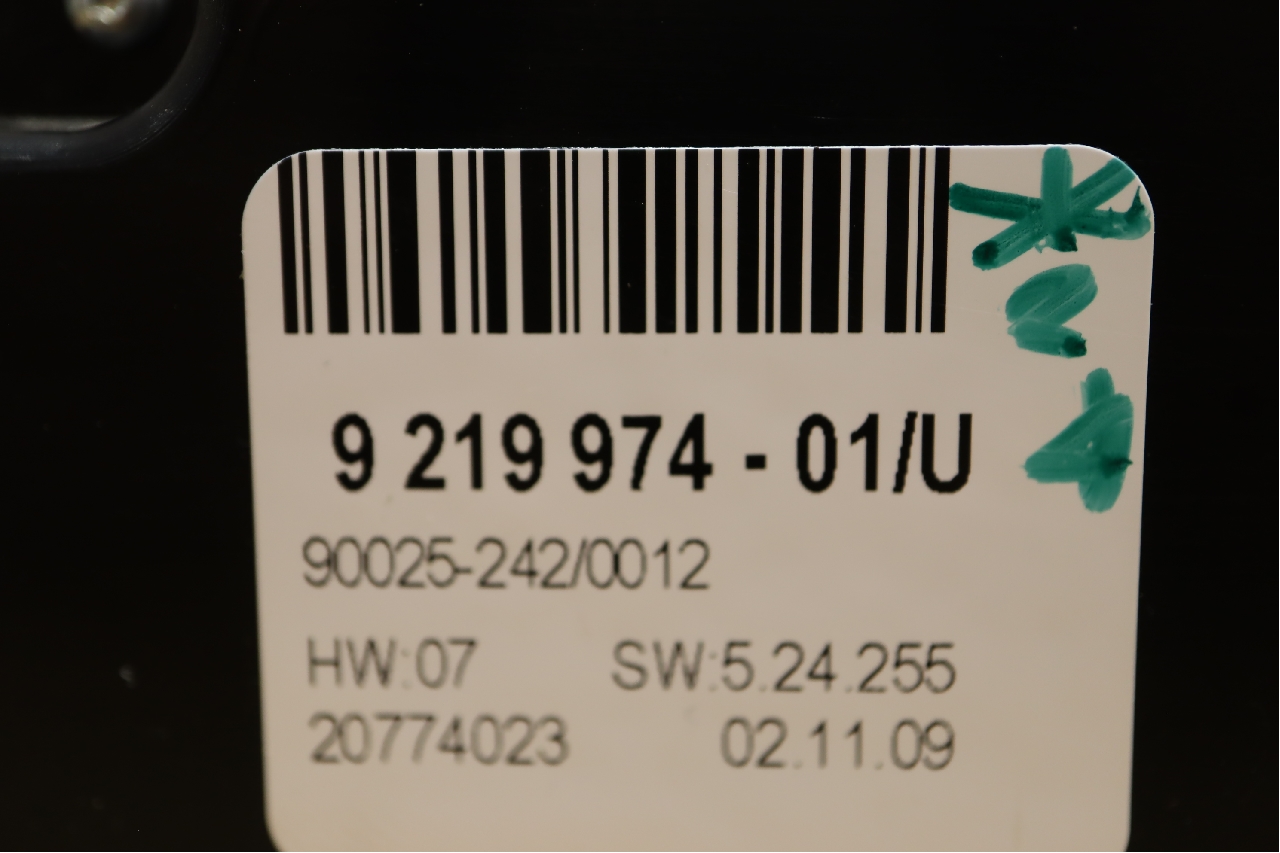 9 219 974 - 01/U
90025-242/0012
HW:07 SW:5.24.255
20774023 02.11.09